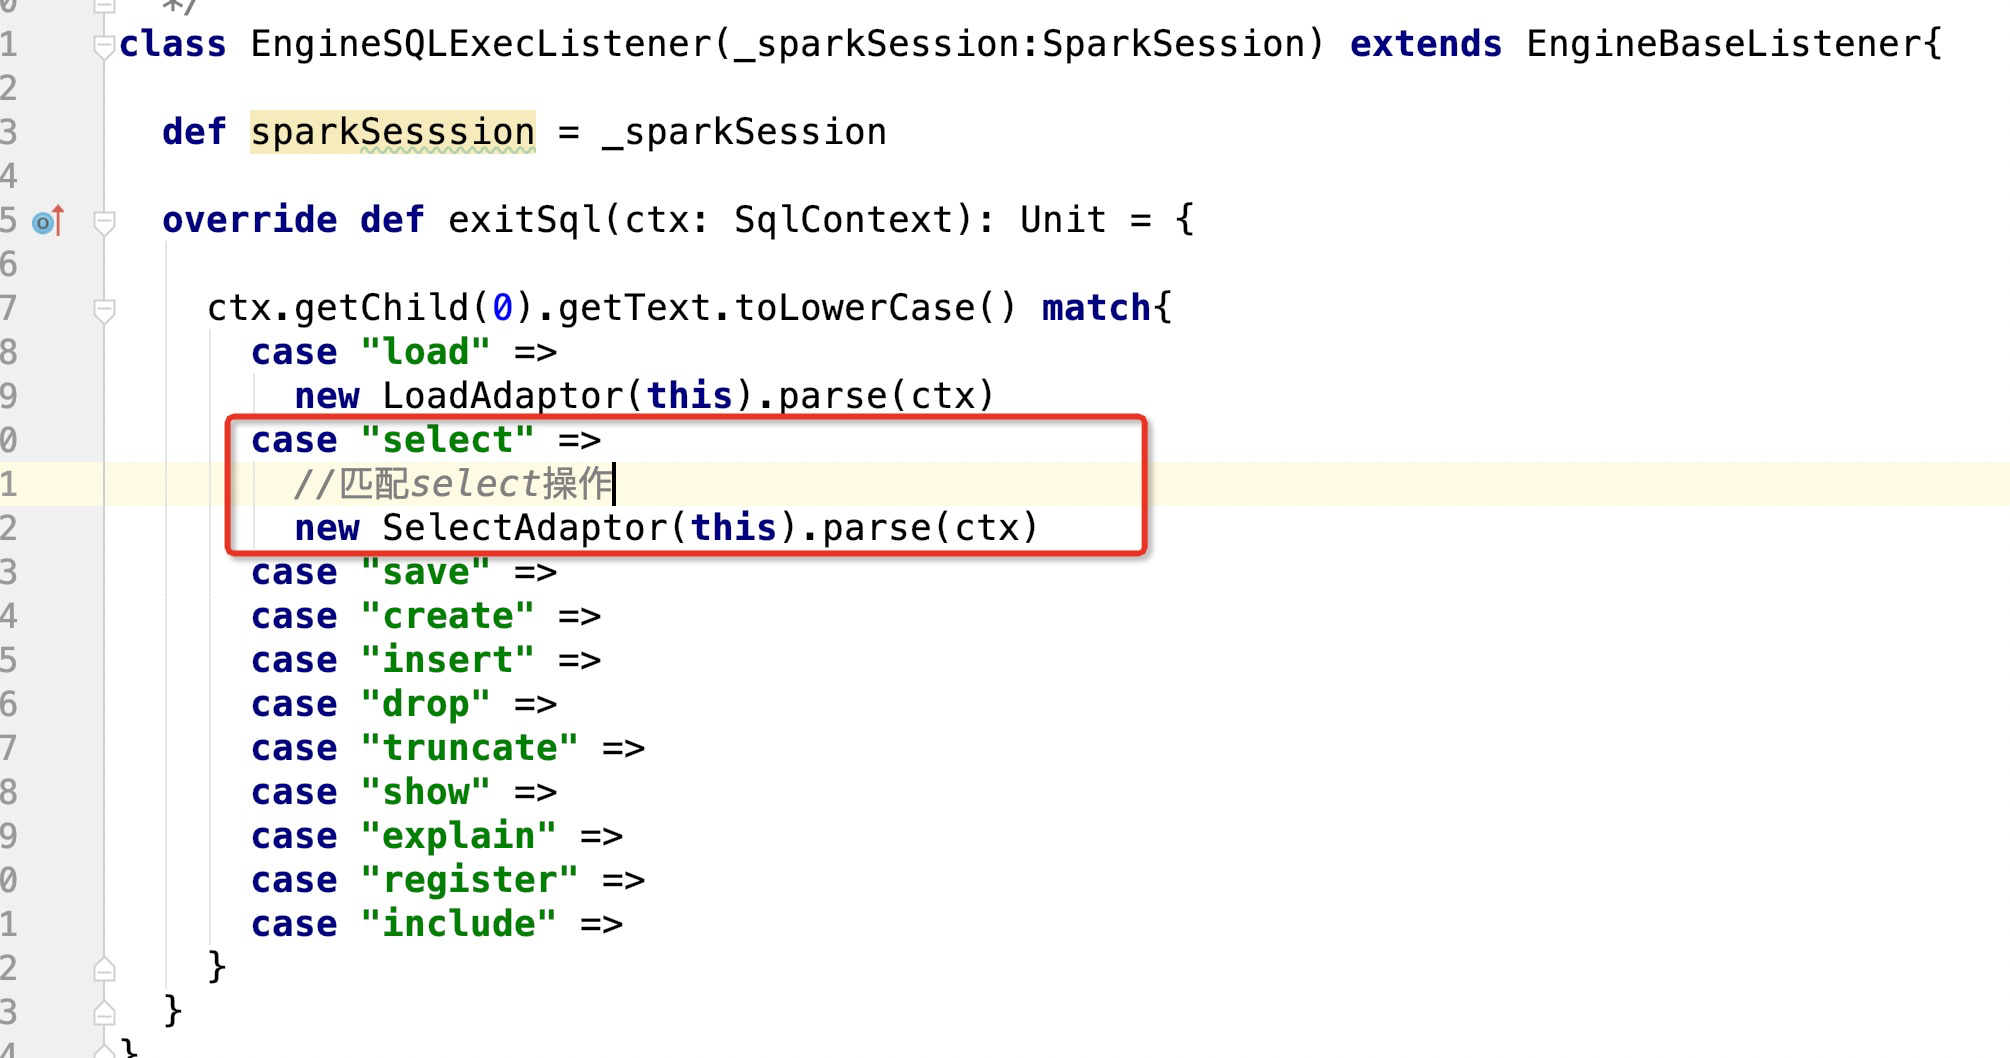 0 */
1 class EngineSQLExecListener(_sparkSession:SparkSession) extends EngineBaseListener{
2
3 def sparkSesssion = _sparkSession
4
5 override def exitSql(ctx: SqlContext): Unit = {
6
7 ctx.getChild(0).getText.toLowerCase() match{
8 case "load" =>
9 new LoadAdaptor(this).parse(ctx)
0 case "select" =>
1 //匹配select操作
2 new SelectAdaptor(this).parse(ctx)
3 case "save" =>
4 case "create" =>
5 case "insert" =>
6 case "drop" =>
7 case "truncate" =>
8 case "show" =>
9 case "explain" =>
0 case "register" =>
1 case "include" =>
2 }
3 }
4 }